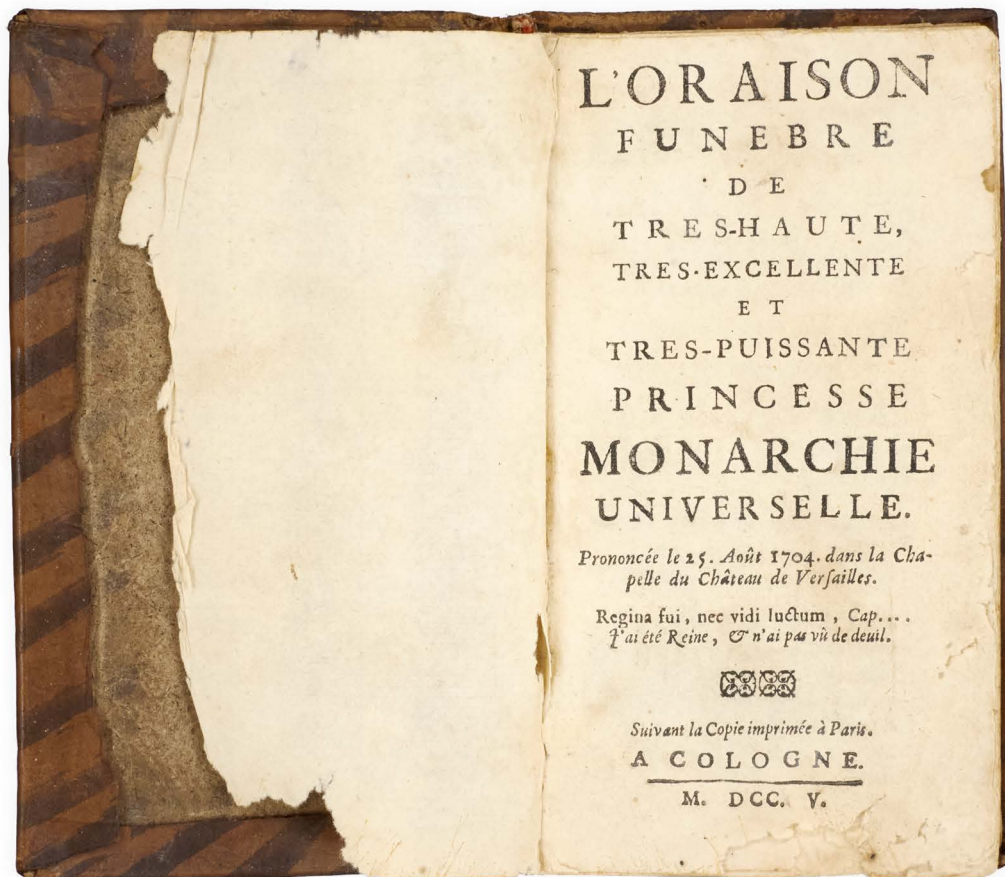 L'ORAISON
FUNEBRE
DE
TRES-HAUTE,
TRES-EXCELLENTE
ET
TRES-PUISSANTE
PRINCESSE
MONARCHIE
UNIVERSELLE.
Prononcée le 25. Août 1704. dans la Cha-
pelle du Château de Verſailles.
Regina fui, nec vidi luctum, Cap....
J'ai été Reine, & n'ai pas vû de deuil.
Suivant la Copie imprimée à Paris.
A COLOGNE.
M. DCC. V.